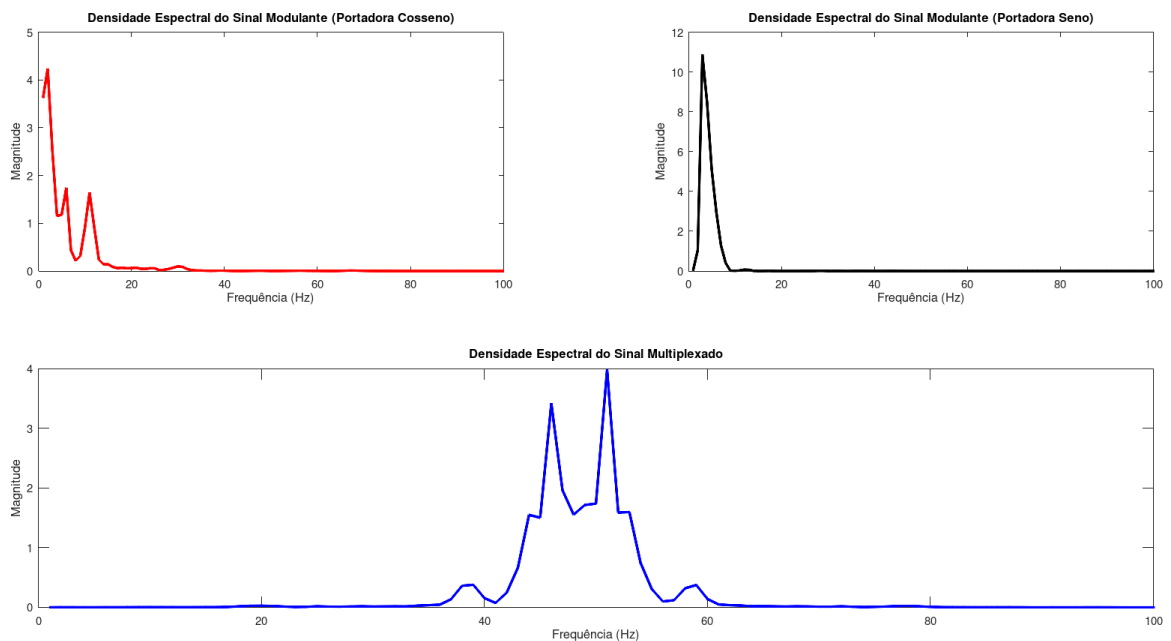 Densidade Espectral do Sinal Modulante (Portadora Cosseno)
5
4
3
2
1
0
Magnitude
0 20 40 60 80 100
Frequência (Hz)
Densidade Espectral do Sinal Modulante (Portadora Seno)
12
10
8
6
4
2
0
Magnitude
0 20 40 60 80 100
Frequência (Hz)
Densidade Espectral do Sinal Multiplexado
4
3
2
1
0
Magnitude
0 20 40 60 80 100
Frequência (Hz)